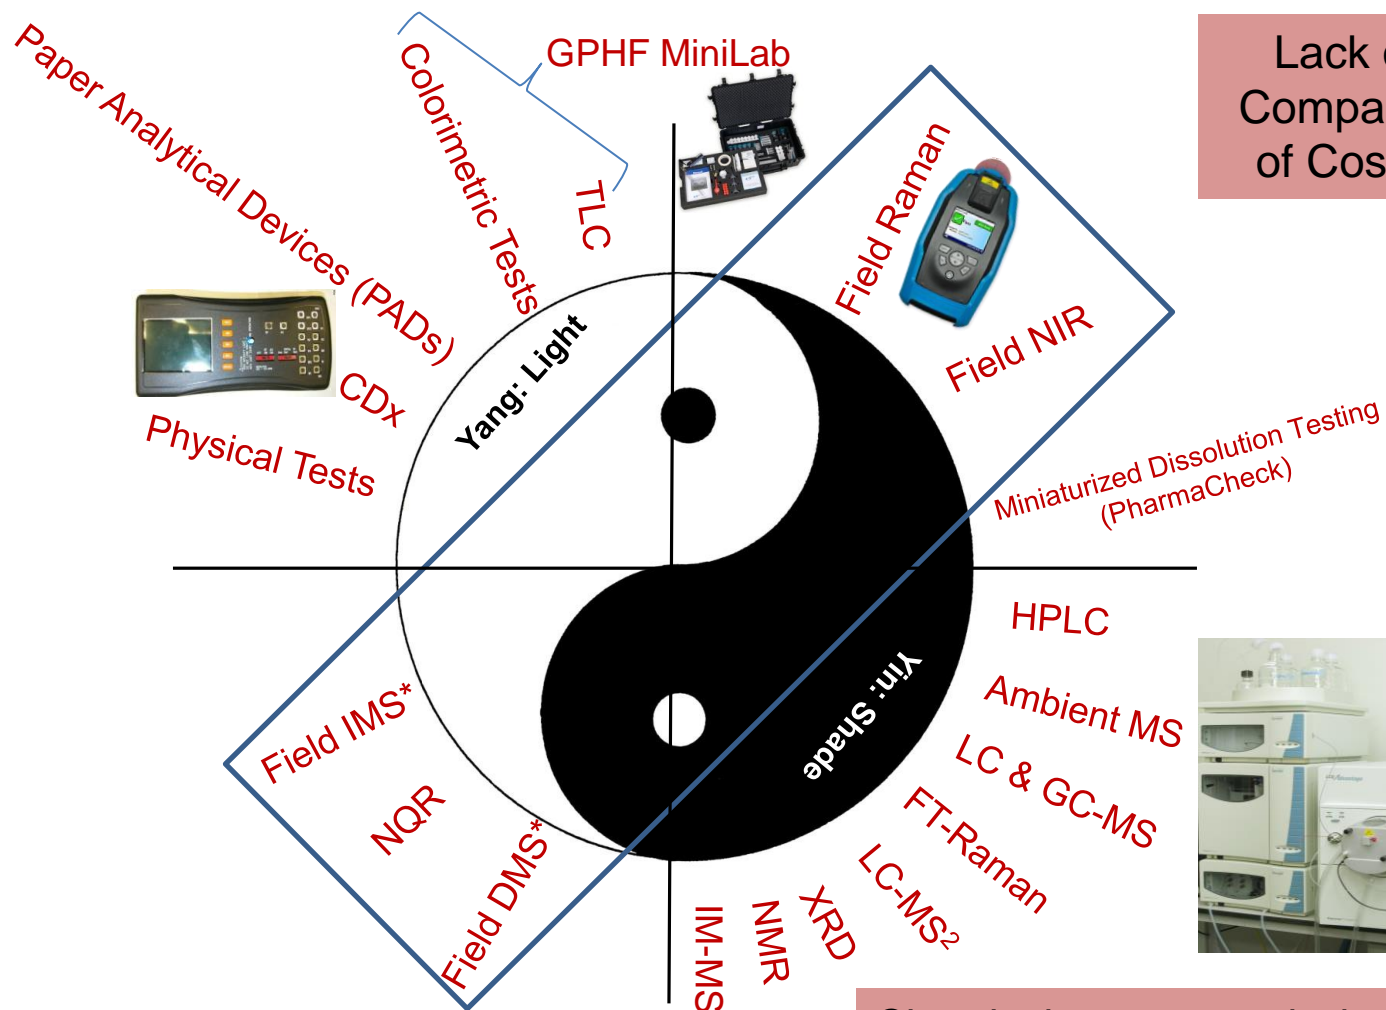 GPHF MiniLab
Paper Analytical Devices (PADs)
Colorimetric Tests
TLC
Field Raman
Field NIR
Lack
Compa
of Cos
CDx
Physical Tests
Yang: Light
Miniaturized Dissolution Testing
(PharmaCheck)
HPLC
Ambient MS
LC & GC-MS
FT-Raman
LC-MS²
XRD
NMR
IM-MS
Yin: Shade
Field IMS*
NQR
Field DMS*